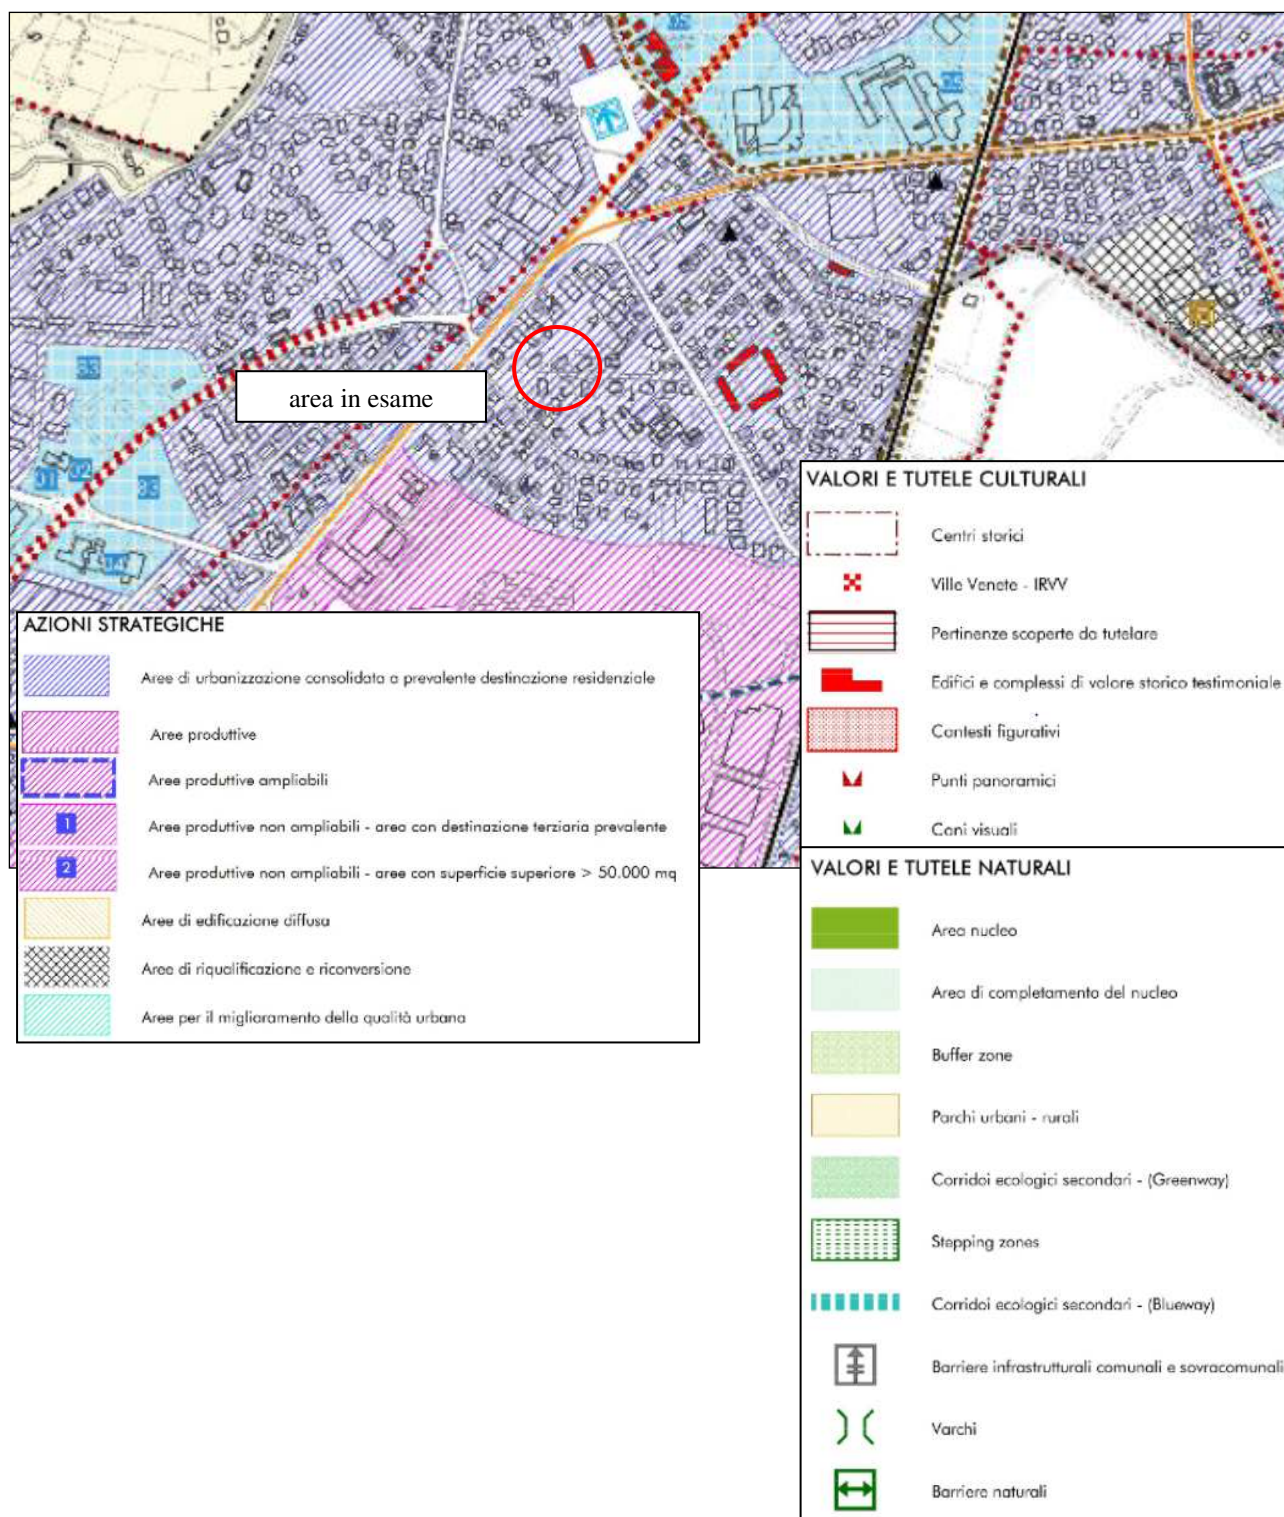 area in esame
AZIONI STRATEGICHE
Aree di urbanizzazione consolidata a prevalente destinazione residenziale
Aree produttive
Aree produttive ampliabili
1 Aree produttive non ampliabili - area con destinazione terziaria prevalente
2 Aree produttive non ampliabili - aree con superficie superiore > 50.000 mq
Aree di edificazione diffusa
Aree di riqualificazione e riconversione
Aree per il miglioramento della qualità urbana
VALORI E TUTELE CULTURALI
Centri storici
Ville Venete - IRVV
Pertinenze scoperte da tutelare
Edifici e complessi di valore storico testimoniale
Contesti figurativi
Punti panoramici
Coni visuali
VALORI E TUTELE NATURALI
Area nucleo
Area di completamento del nucleo
Buffer zone
Parchi urbani - rurali
Corridoi ecologici secondari - (Greenway)
Stepping zones
Corridoi ecologici secondari - (Blueway)
Barriere infrastrutturali comunali e sovracomunali
Varchi
Barriere naturali